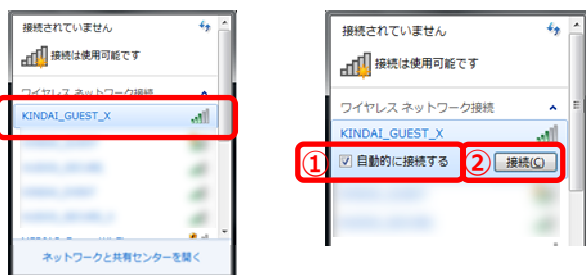 接続されていません
接続は使用可能です
ワイヤレス ネットワーク接続
KINDAI_GUEST_X
ネットワークと共有センターを開く
接続されていません
接続は使用可能です
ワイヤレス ネットワーク接続
KINDAI_GUEST_X
① 自動的に接続する ② 接続(C)